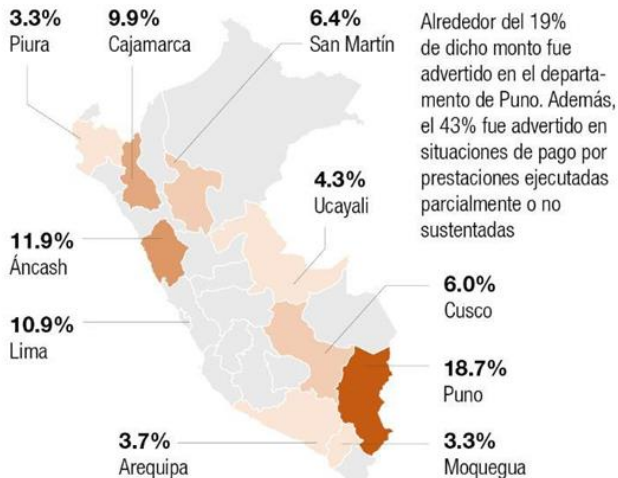 3.3%
Piura
9.9%
Cajamarca
6.4%
San Martín
Alrededor del 19%
de dicho monto fue
advertido en el departa-
mento de Puno. Además,
el 43% fue advertido en
situaciones de pago por
prestaciones ejecutadas
parcialmente o no
sustentadas
4.3%
Ucayali
11.9%
Áncash
6.0%
Cusco
10.9%
Lima
18.7%
Puno
3.7%
Arequipa
3.3%
Moquegua